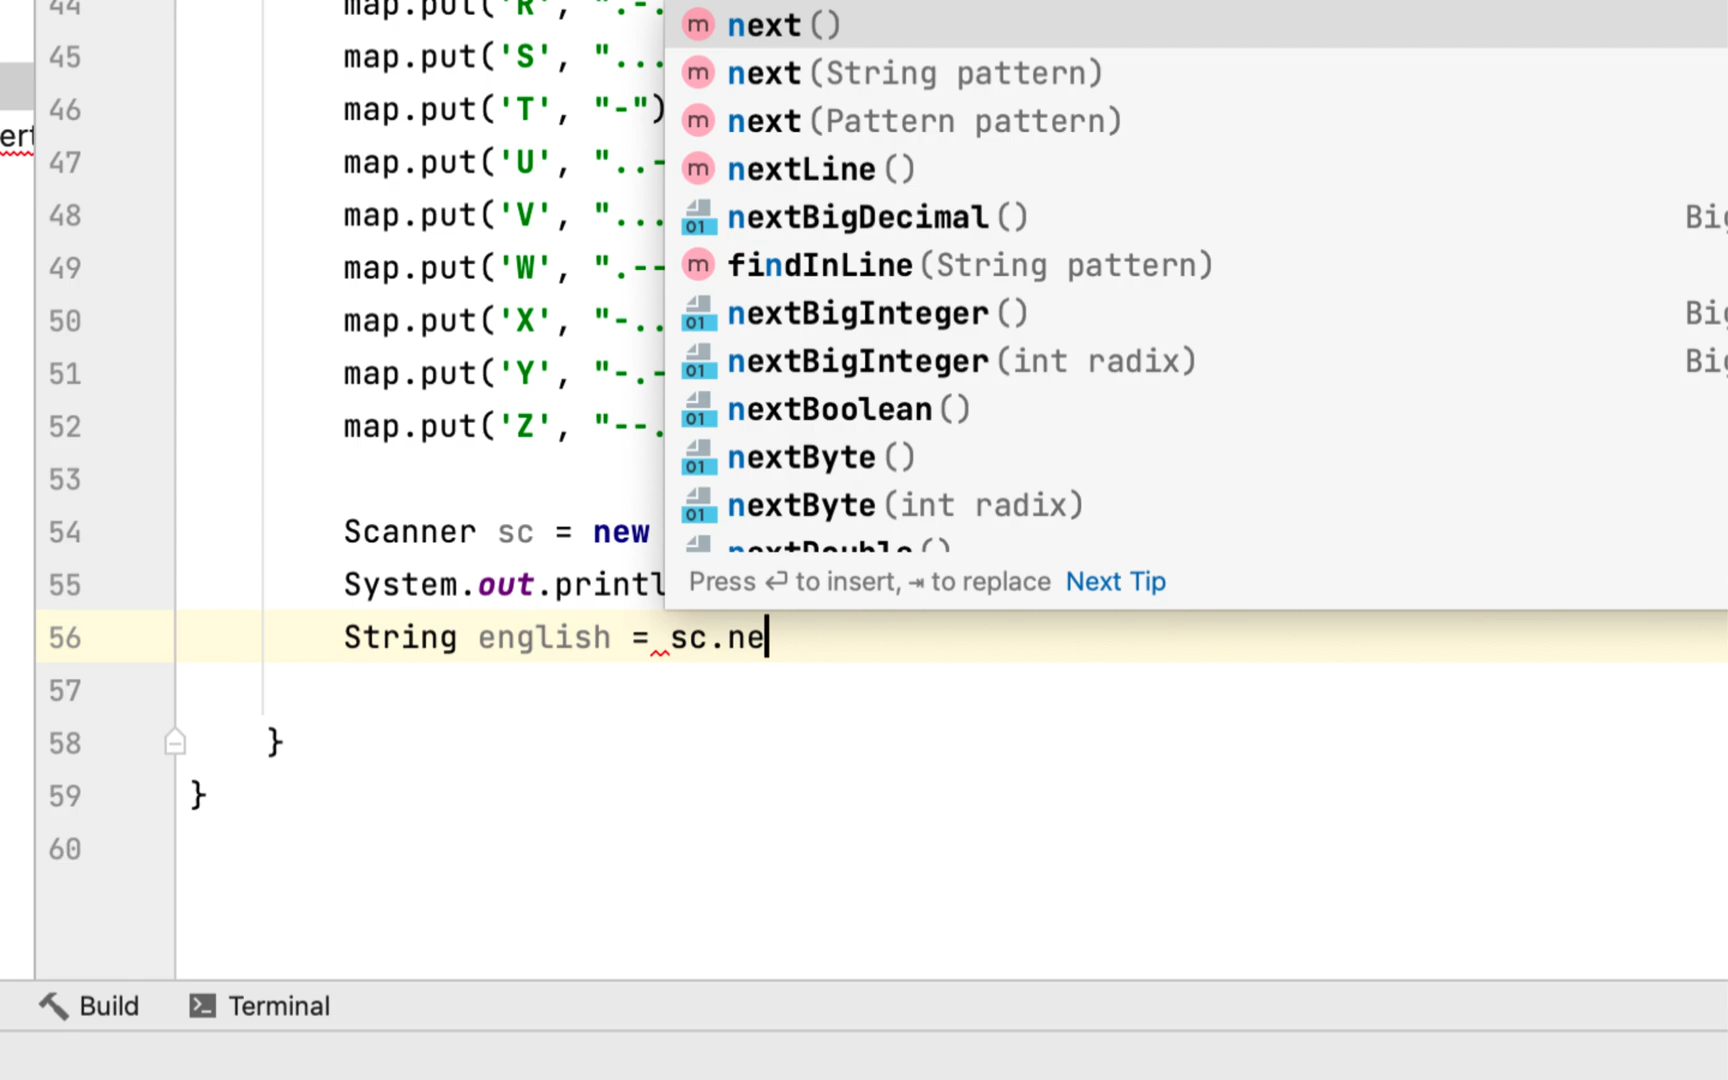 44 map.put('R', ".-.
45 map.put('S', "...
46 map.put('T', "-")
ert
47 map.put('U', "..-
48 map.put('V', "...
49 map.put('W', ".--
50 map.put('X', "-..
51 map.put('Y', "-.-
52 map.put('Z', "--.
53
54 Scanner sc = new
55 System.out.printl
56 String english = sc.ne
57
58 }
59 }
60
m next()
m next(String pattern)
m next(Pattern pattern)
m nextLine()
01 nextBigDecimal() Big
m findInLine(String pattern)
01 nextBigInteger() Big
01 nextBigInteger(int radix) Big
01 nextBoolean()
01 nextByte()
01 nextByte(int radix)
nextDouble()
Press ⏎ to insert, ⇥ to replace Next Tip
Build Terminal